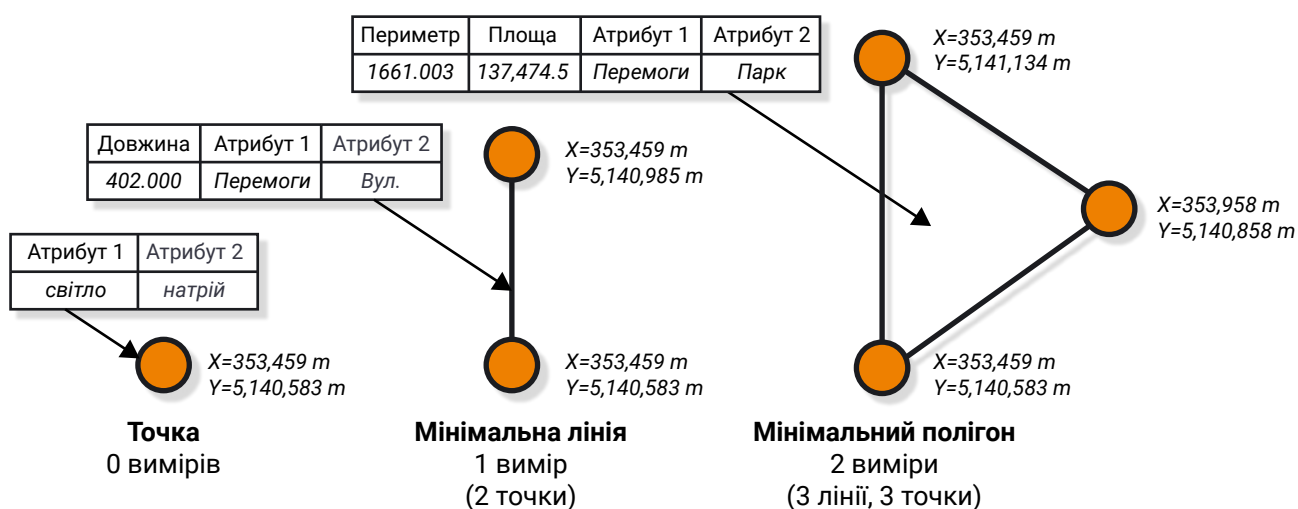 Периметр Площа Атрибут 1 Атрибут 2
1661.003 137,474.5 Перемоги Парк
X=353,459 m
Y=5,141,134 m
Довжина Атрибут 1 Атрибут 2
402.000 Перемоги Вул.
X=353,459 m
Y=5,140,985 m
X=353,958 m
Y=5,140,858 m
Атрибут 1 Атрибут 2
світло натрій
X=353,459 m
Y=5,140,583 m
X=353,459 m
Y=5,140,583 m
X=353,459 m
Y=5,140,583 m
Точка
0 вимірів
Мінімальна лінія
1 вимір
(2 точки)
Мінімальний полігон
2 виміри
(3 лінії, 3 точки)